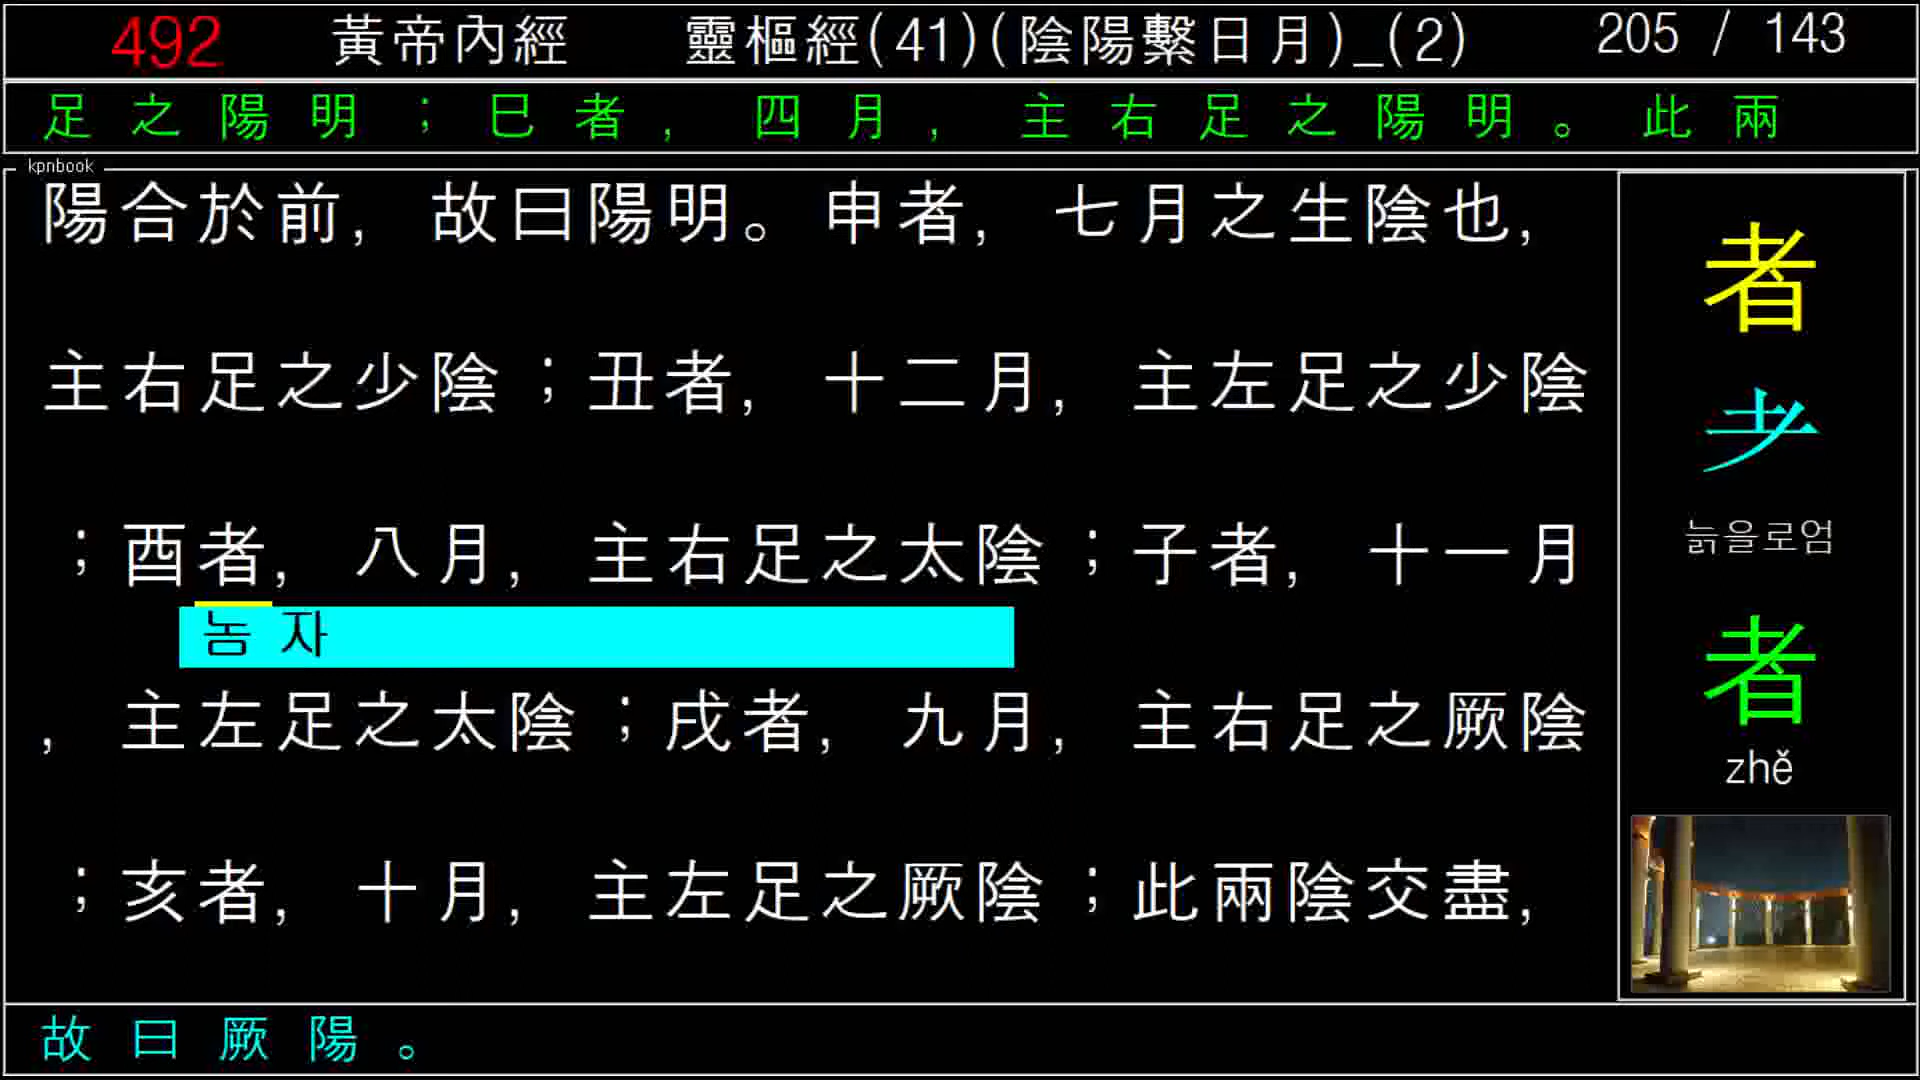 492 黃帝內經 靈樞經(41)(陰陽繫日月)_(2) 205 / 143
足之陽明；巳者, 四月, 主右足之陽明。此兩
kpnbook
陽合於前, 故曰陽明。申者, 七月之生陰也,
主右足之少陰；丑者, 十二月, 主左足之少陰
；酉者, 八月, 主右足之太陰；子者, 十一月
놈 자
, 主左足之太陰；戌者, 九月, 主右足之厥陰
；亥者, 十月, 主左足之厥陰；此兩陰交盡,
故曰厥陽。
者
耂
늙을로엄
者
zhě